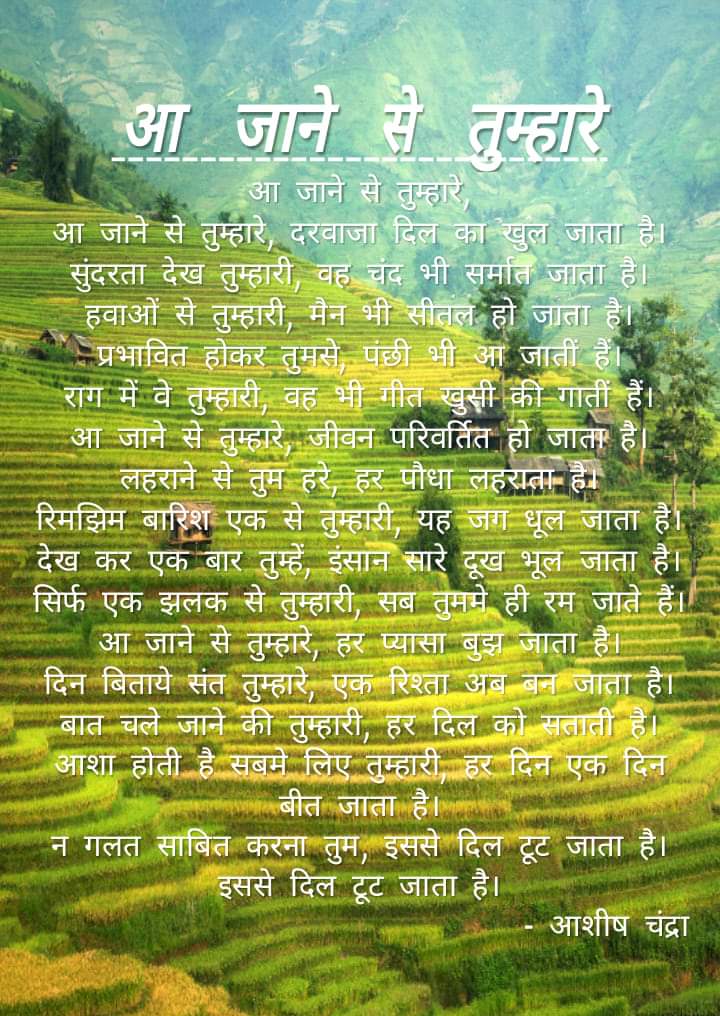 आ जाने से तुम्हारे
आ जाने से तुम्हारे,
आ जाने से तुम्हारे, दरवाजा दिल का खुल जाता है।
सुंदरता देख तुम्हारी, वह चंद भी सर्मात जाता है।
हवाओं से तुम्हारी, मैन भी सीतल हो जाता है।
प्रभावित होकर तुमसे, पंछी भी आ जातीं हैं।
राग में वे तुम्हारी, वह भी गीत खुसी की गातीं हैं।
आ जाने से तुम्हारे, जीवन परिवर्तित हो जाता है।
लहराने से तुम हरे, हर पौधा लहराता है।
रिमझिम बारिश एक से तुम्हारी, यह जग धूल जाता है।
देख कर एक बार तुम्हें, इंसान सारे दूख भूल जाता है।
सिर्फ एक झलक से तुम्हारी, सब तुममे ही रम जाते हैं।
आ जाने से तुम्हारे, हर प्यासा बुझ जाता है।
दिन बिताये संत तुम्हारे, एक रिश्ता अब बन जाता है।
बात चले जाने की तुम्हारी, हर दिल को सताती है।
आशा होती है सबमे लिए तुम्हारी, हर दिन एक दिन
बीत जाता है।
न गलत साबित करना तुम, इससे दिल टूट जाता है।
इससे दिल टूट जाता है।
- आशीष चंद्रा